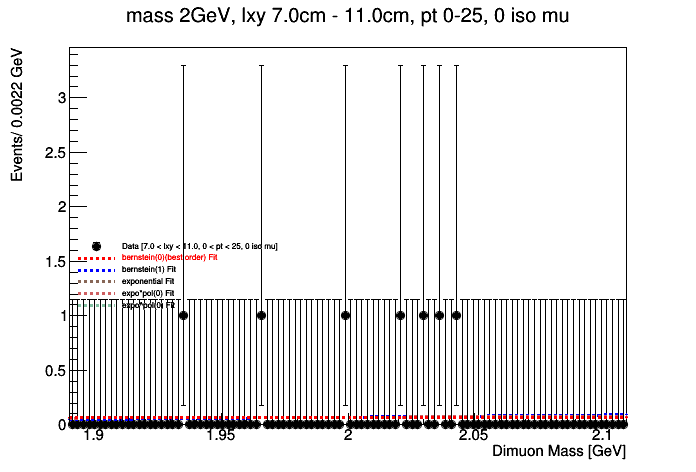 mass 2GeV, lxy 7.0cm - 11.0cm, pt 0-25, 0 iso mu
Events/ 0.0022 GeV
3
2.5
2
1.5
1
0.5
0
Data [7.0 < lxy < 11.0, 0 < pt < 25, 0 iso mu]
bernstein(0)(best order) Fit
bernstein(1) Fit
exponential Fit
expo*pol(0) Fit
expo*pol(0) Fit
1.9
1.95
2
2.05
2.1
Dimuon Mass [GeV]